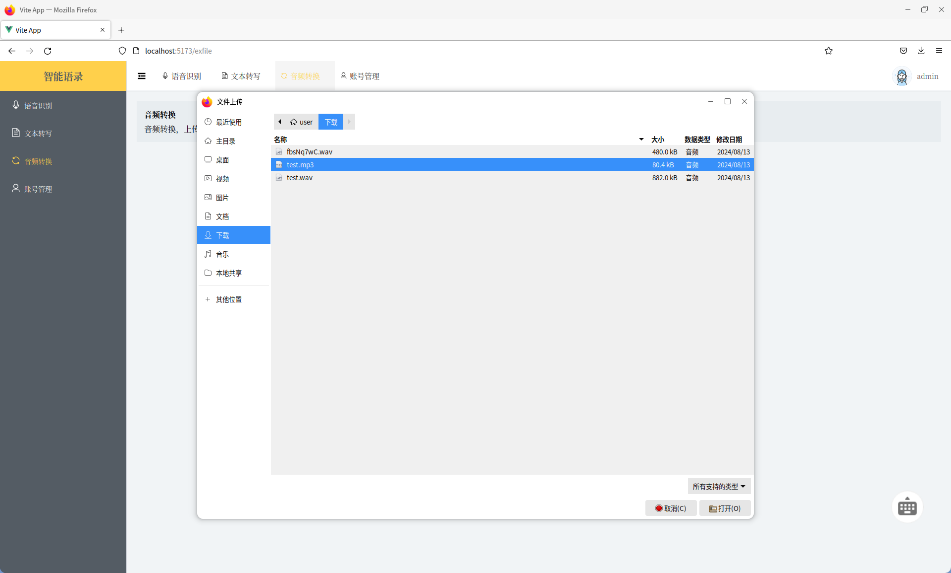 Vite App — Mozilla Firefox
Vite App
localhost:5173/exfile
智能语录
语音识别
文本转写
音频转换
账号管理
admin
语音识别
文本转写
音频转换
账号管理
音频转换
音频转换，上传
文件上传
最近使用
主目录
桌面
视频
图片
文档
下载
音乐
本地共享
其他位置
user 下载
名称 大小 数据类型 修改日期
fbsNq7wC.wav 480.0 kB 音频 2024/08/13
test.mp3 80.4 kB 音频 2024/08/13
test.wav 882.0 kB 音频 2024/08/13
所有支持的类型
取消(C) 打开(O)